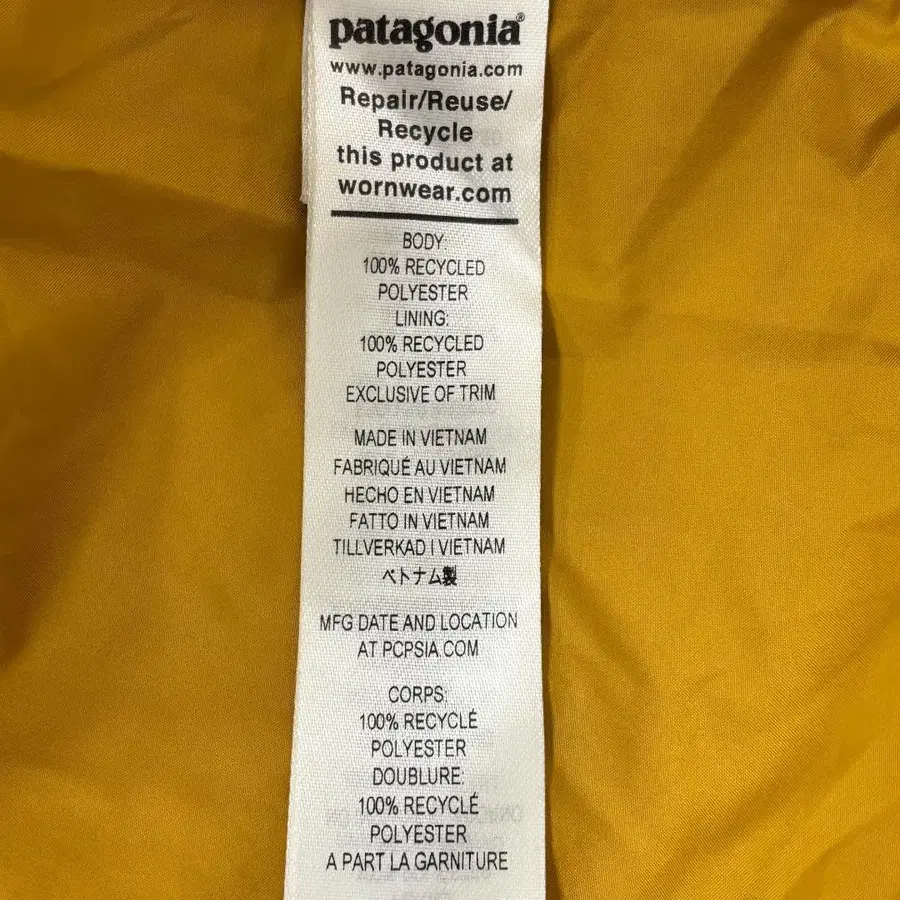 patagonia®
www.patagonia.com
Repair/Reuse/
Recycle
this product at
wornwear.com
BODY:
100% RECYCLED
POLYESTER
LINING:
100% RECYCLED
POLYESTER
EXCLUSIVE OF TRIM
MADE IN VIETNAM
FABRIQUÉ AU VIETNAM
HECHO EN VIETNAM
FATTO IN VIETNAM
TILLVERKAD I VIETNAM
ベトナム製
MFG DATE AND LOCATION
AT PCPSIA.COM
CORPS:
100% RECYCLÉ
POLYESTER
DOUBLURE:
100% RECYCLÉ
POLYESTER
A PART LA GARNITURE